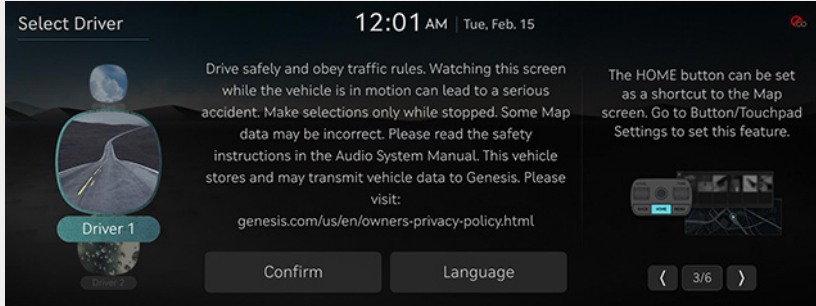 Select Driver
12:01 AM | Tue, Feb. 15
Drive safely and obey traffic rules. Watching this screen
while the vehicle is in motion can lead to a serious
accident. Make selections only while stopped. Some Map
data may be incorrect. Please read the safety
instructions in the Audio System Manual. This vehicle
stores and may transmit vehicle data to Genesis. Please
visit:
genesis.com/us/en/owners-privacy-policy.html
The HOME button can be set
as a shortcut to the Map
screen. Go to Button/Touchpad
Settings to set this feature.
Driver 1
Driver 2
HOME
Confirm
Language
3/6